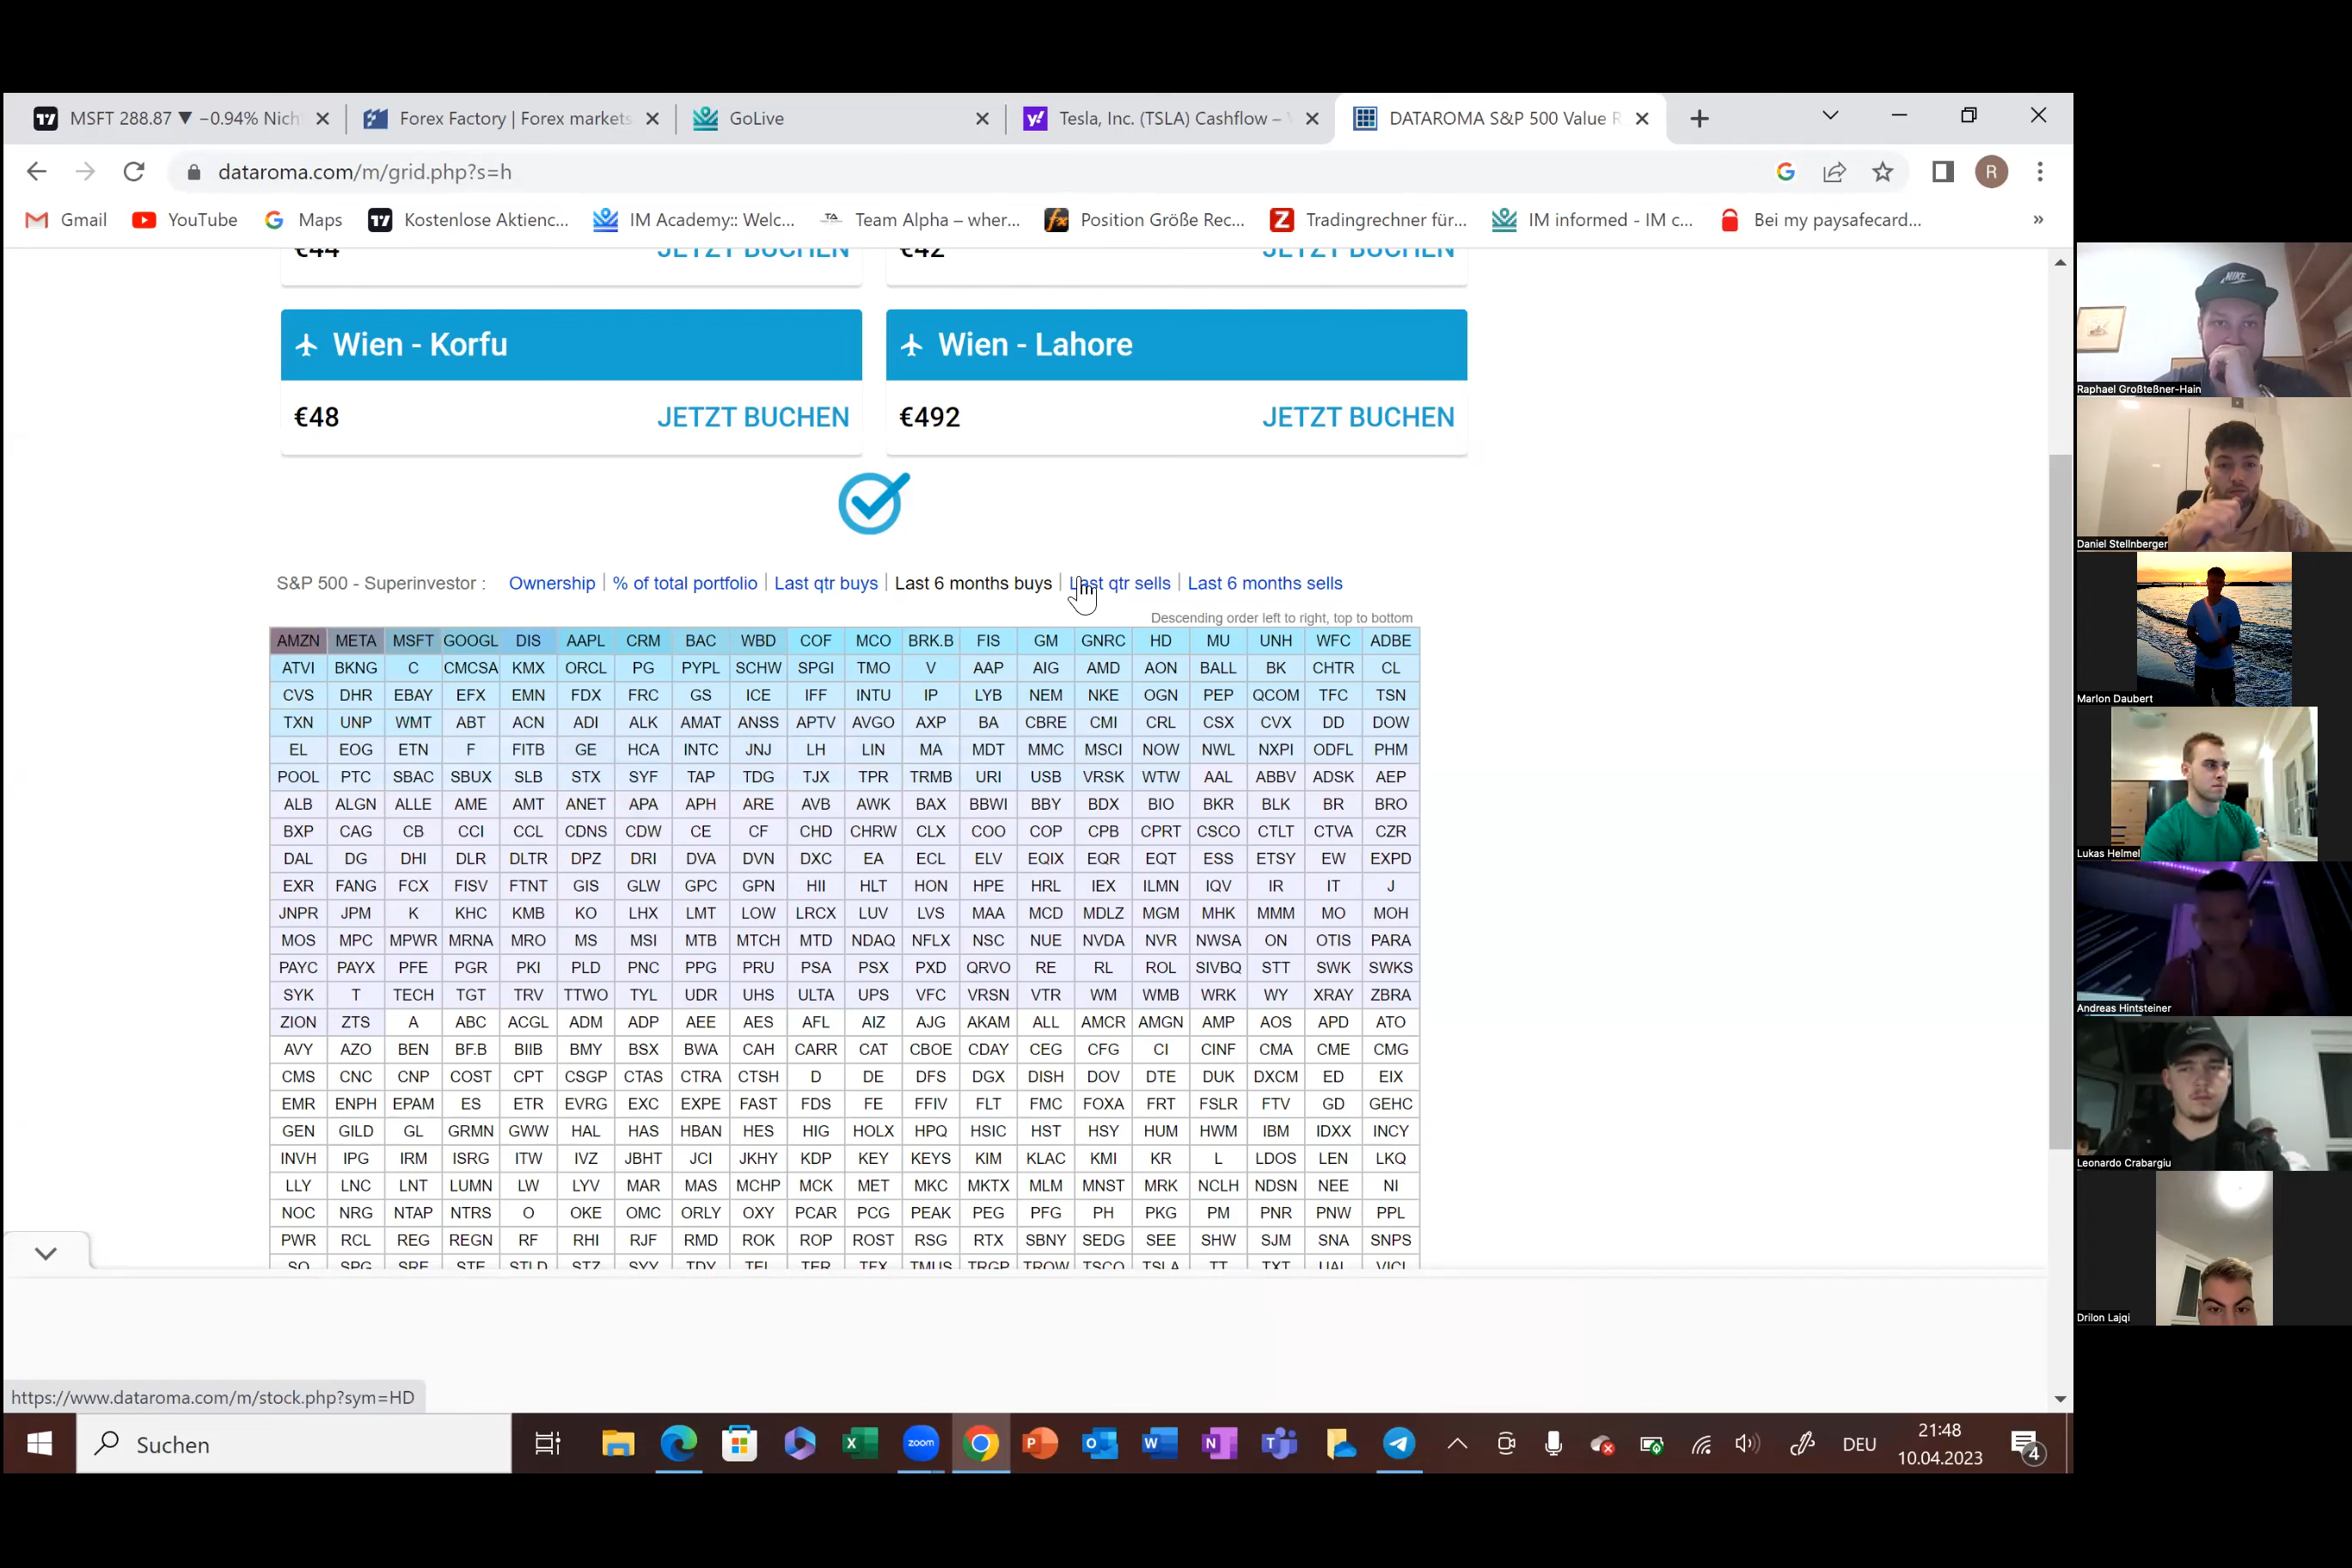 MSFT 288.87 ▼ −0.94% Nich
Forex Factory | Forex markets
GoLive
Tesla, Inc. (TSLA) Cashflow –
DATAROMA S&P 500 Value R
dataroma.com/m/grid.php?s=h
R
Gmail
YouTube
Maps
Kostenlose Aktienc...
IM Academy:: Welc...
Team Alpha – wher...
Position Größe Rec...
Tradingrechner für...
IM informed - IM c...
Bei my paysafecard...
»
€44 JETZT BUCHEN €42 JETZT BUCHEN
Wien - Korfu
€48 JETZT BUCHEN
Wien - Lahore
€492 JETZT BUCHEN
S&P 500 - Superinvestor : Ownership | % of total portfolio | Last qtr buys | Last 6 months buys | Last qtr sells | Last 6 months sells
Descending order left to right, top to bottom
AMZN META MSFT GOOGL DIS AAPL CRM BAC WBD COF MCO BRK.B FIS GM GNRC HD MU UNH WFC ADBE
ATVI BKNG C CMCSA KMX ORCL PG PYPL SCHW SPGI TMO V AAP AIG AMD AON BALL BK CHTR CL
CVS DHR EBAY EFX EMN FDX FRC GS ICE IFF INTU IP LYB NEM NKE OGN PEP QCOM TFC TSN
TXN UNP WMT ABT ACN ADI ALK AMAT ANSS APTV AVGO AXP BA CBRE CMI CRL CSX CVX DD DOW
EL EOG ETN F FITB GE HCA INTC JNJ LH LIN MA MDT MMC MSCI NOW NWL NXPI ODFL PHM
POOL PTC SBAC SBUX SLB STX SYF TAP TDG TJX TPR TRMB URI USB VRSK WTW AAL ABBV ADSK AEP
ALB ALGN ALLE AME AMT ANET APA APH ARE AVB AWK BAX BBWI BBY BDX BIO BKR BLK BR BRO
BXP CAG CB CCI CCL CDNS CDW CE CF CHD CHRW CLX COO COP CPB CPRT CSCO CTLT CTVA CZR
DAL DG DHI DLR DLTR DPZ DRI DVA DVN DXC EA ECL ELV EQIX EQR EQT ESS ETSY EW EXPD
EXR FANG FCX FISV FTNT GIS GLW GPC GPN HII HLT HON HPE HRL IEX ILMN IQV IR IT J
JNPR JPM K KHC KMB KO LHX LMT LOW LRCX LUV LVS MAA MCD MDLZ MGM MHK MMM MO MOH
MOS MPC MPWR MRNA MRO MS MSI MTB MTCH MTD NDAQ NFLX NSC NUE NVDA NVR NWSA ON OTIS PARA
PAYC PAYX PFE PGR PKI PLD PNC PPG PRU PSA PSX PXD QRVO RE RL ROL SIVBQ STT SWK SWKS
SYK T TECH TGT TRV TTWO TYL UDR UHS ULTA UPS VFC VRSN VTR WM WMB WRK WY XRAY ZBRA
ZION ZTS A ABC ACGL ADM ADP AEE AES AFL AIZ AJG AKAM ALL AMCR AMGN AMP AOS APD ATO
AVY AZO BEN BF.B BIIB BMY BSX BWA CAH CARR CAT CBOE CDAY CEG CFG CI CINF CMA CME CMG
CMS CNC CNP COST CPT CSGP CTAS CTRA CTSH D DE DFS DGX DISH DOV DTE DUK DXCM ED EIX
EMR ENPH EPAM ES ETR EVRG EXC EXPE FAST FDS FE FFIV FLT FMC FOXA FRT FSLR FTV GD GEHC
GEN GILD GL GRMN GWW HAL HAS HBAN HES HIG HOLX HPQ HSIC HST HSY HUM HWM IBM IDXX INCY
INVH IPG IRM ISRG ITW IVZ JBHT JCI JKHY KDP KEY KEYS KIM KLAC KMI KR L LDOS LEN LKQ
LLY LNC LNT LUMN LW LYV MAR MAS MCHP MCK MET MKC MKTX MLM MNST MRK NCLH NDSN NEE NI
NOC NRG NTAP NTRS O OKE OMC ORLY OXY PCAR PCG PEAK PEG PFG PH PKG PM PNR PNW PPL
PWR RCL REG REGN RF RHI RJF RMD ROK ROP ROST RSG RTX SBNY SEDG SEE SHW SJM SNA SNPS
SO SPG SRE STE STLD STZ SYY TDY TEL TER TFX TMUS TRGP TROW TSCO TSLA TT TXT UAL VICI
https://www.dataroma.com/m/stock.php?sym=HD
Suchen
zoom
DEU
21:48
10.04.2023
4
Raphael Großteßner-Hain
Daniel Stellnberger
Marlon Daubert
Lukas Helmel
Andreas Hintsteiner
NIKE
Leonardo Crabargiu
Drilon Lajqi